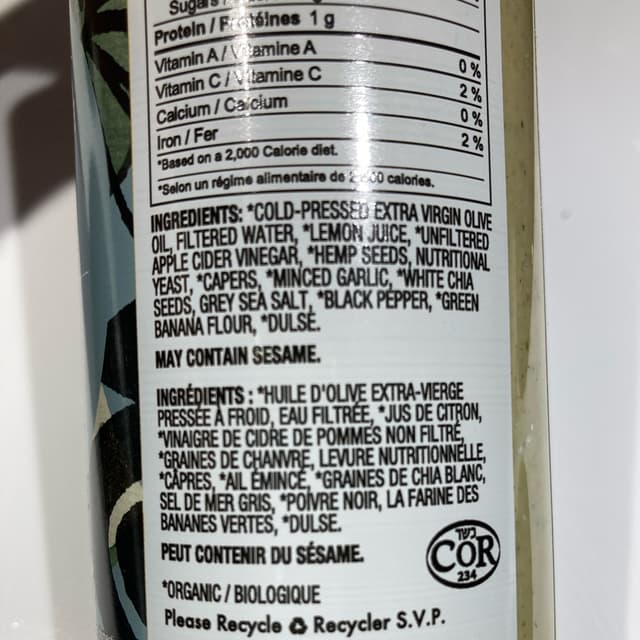 Sugars /
Protein / Protéines 1 g
Vitamin A / Vitamine A 0 %
Vitamin C / Vitamine C 2 %
Calcium / Calcium 0 %
Iron / Fer 2 %
*Based on a 2,000 Calorie diet.
*Selon un régime alimentaire de 2 000 calories.
INGREDIENTS: *COLD-PRESSED EXTRA VIRGIN OLIVE
OIL, FILTERED WATER, *LEMON JUICE, *UNFILTERED
APPLE CIDER VINEGAR, *HEMP SEEDS, NUTRITIONAL
YEAST, *CAPERS, *MINCED GARLIC, *WHITE CHIA
SEEDS, GREY SEA SALT, *BLACK PEPPER, *GREEN
BANANA FLOUR, *DULSE.
MAY CONTAIN SESAME.
INGRÉDIENTS : *HUILE D'OLIVE EXTRA-VIERGE
PRESSÉE À FROID, EAU FILTRÉE, *JUS DE CITRON,
*VINAIGRE DE CIDRE DE POMMES NON FILTRÉ,
*GRAINES DE CHANVRE, LEVURE NUTRITIONNELLE,
*CÂPRES, *AIL ÉMINCÉ, *GRAINES DE CHIA BLANC,
SEL DE MER GRIS, *POIVRE NOIR, LA FARINE DES
BANANES VERTES, *DULSE.
PEUT CONTENIR DU SÉSAME.
כשר
COR
234
*ORGANIC / BIOLOGIQUE
Please Recycle ♻ Recycler S.V.P.